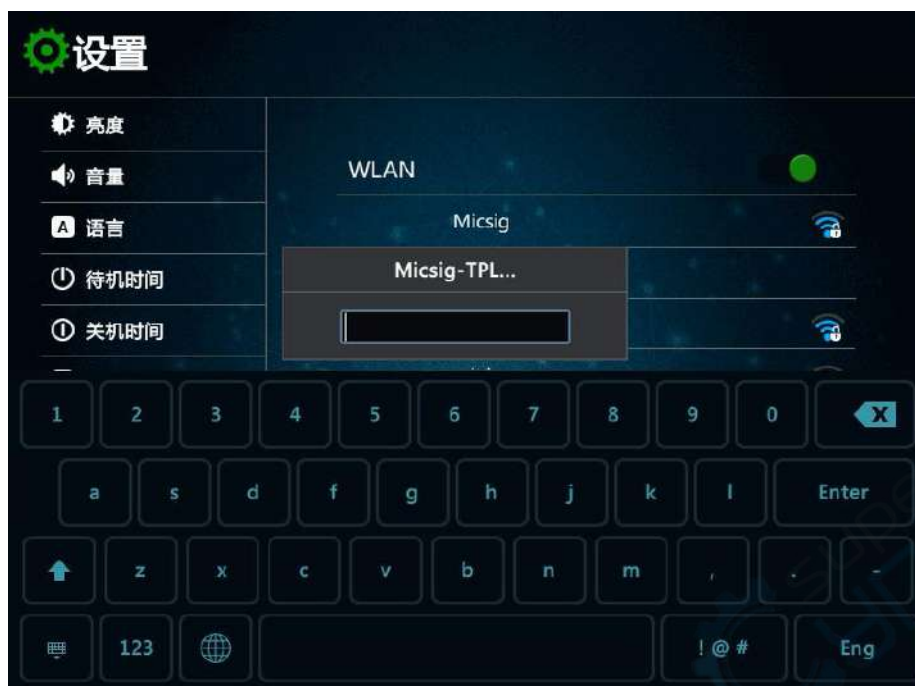 设置
亮度
音量
A 语言
待机时间
关机时间
WLAN
Micsig
Micsig-TPL...
1 2 3 4 5 6 7 8 9 0 X
a s d f g h j k l Enter
z x c v b n m , . -
123 !@# Eng